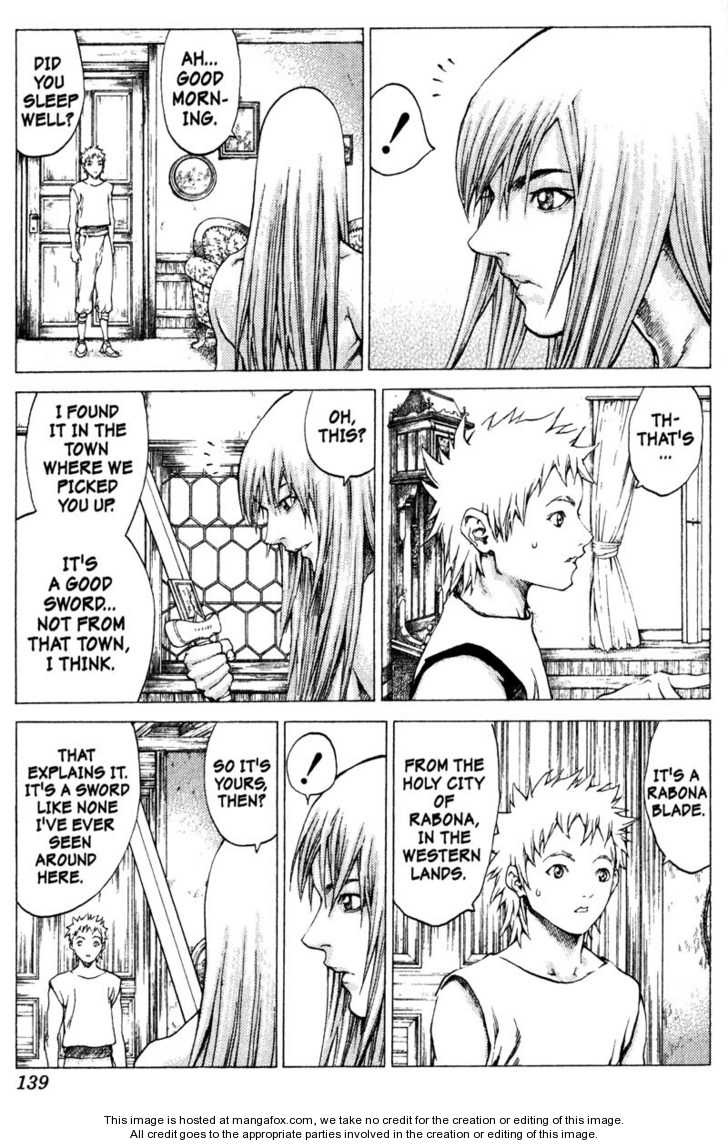 !
AH...
GOOD
MORN-
ING.
DID
YOU
SLEEP
WELL?
TH-
THAT'S
...
OH,
THIS?
I FOUND
IT IN THE
TOWN
WHERE WE
PICKED
YOU UP.
IT'S
A GOOD
SWORD...
NOT FROM
THAT TOWN,
I THINK.
IT'S A
RABONA
BLADE.
FROM THE
HOLY CITY
OF
RABONA,
IN THE
WESTERN
LANDS.
!
SO IT'S
YOURS,
THEN?
THAT
EXPLAINS IT.
IT'S A SWORD
LIKE NONE
I'VE EVER
SEEN
AROUND
HERE.
139
This image is hosted at mangafox.com, we take no credit for the creation or editing of this image.
All credit goes to the appropriate parties involved in the creation or editing of this image.